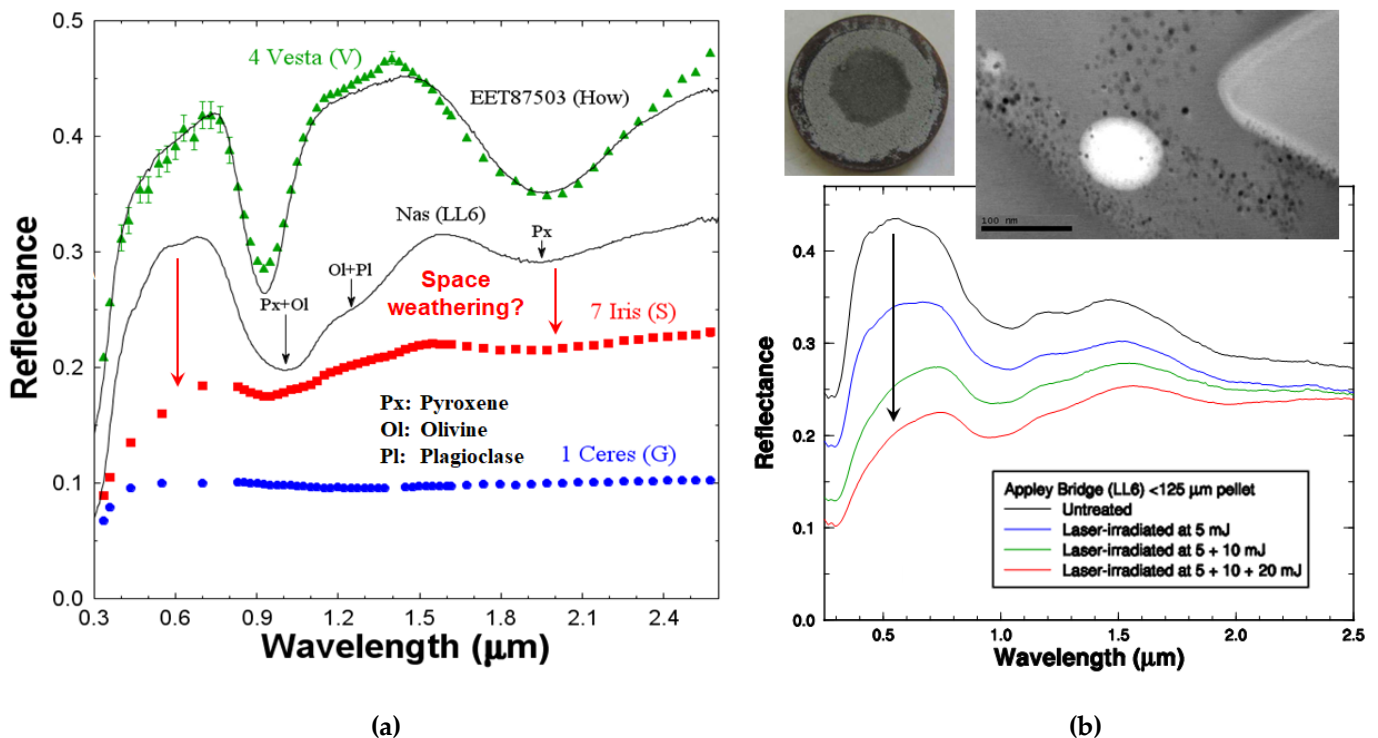 0.5
0.4
0.3
0.2
0.1
0.0
Reflectance
4 Vesta (V)
EET87503 (How)
Nas (LL6)
Px
Ol+Pl
Px+Ol
Space
weathering?
7 Iris (S)
Px: Pyroxene
Ol: Olivine
Pl: Plagioclase
1 Ceres (G)
0.3 0.6 0.9 1.2 1.5 1.8 2.1 2.4
Wavelength (μm)
(a)
100 nm
0.4
0.3
0.2
0.1
0.0
Reflectance
Appley Bridge (LL6) <125 μm pellet
Untreated
Laser-irradiated at 5 mJ
Laser-irradiated at 5 + 10 mJ
Laser-irradiated at 5 + 10 + 20 mJ
0.5 1.0 1.5 2.0 2.5
Wavelength (μm)
(b)